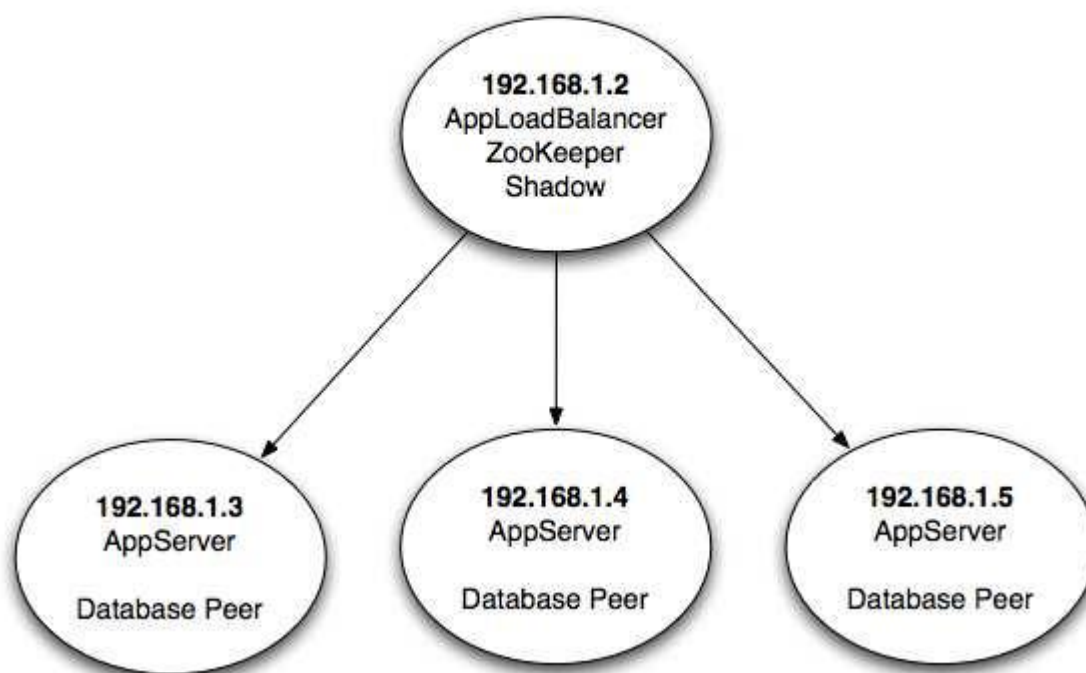 192.168.1.2
AppLoadBalancer
ZooKeeper
Shadow
192.168.1.3
AppServer
Database Peer
192.168.1.4
AppServer
Database Peer
192.168.1.5
AppServer
Database Peer